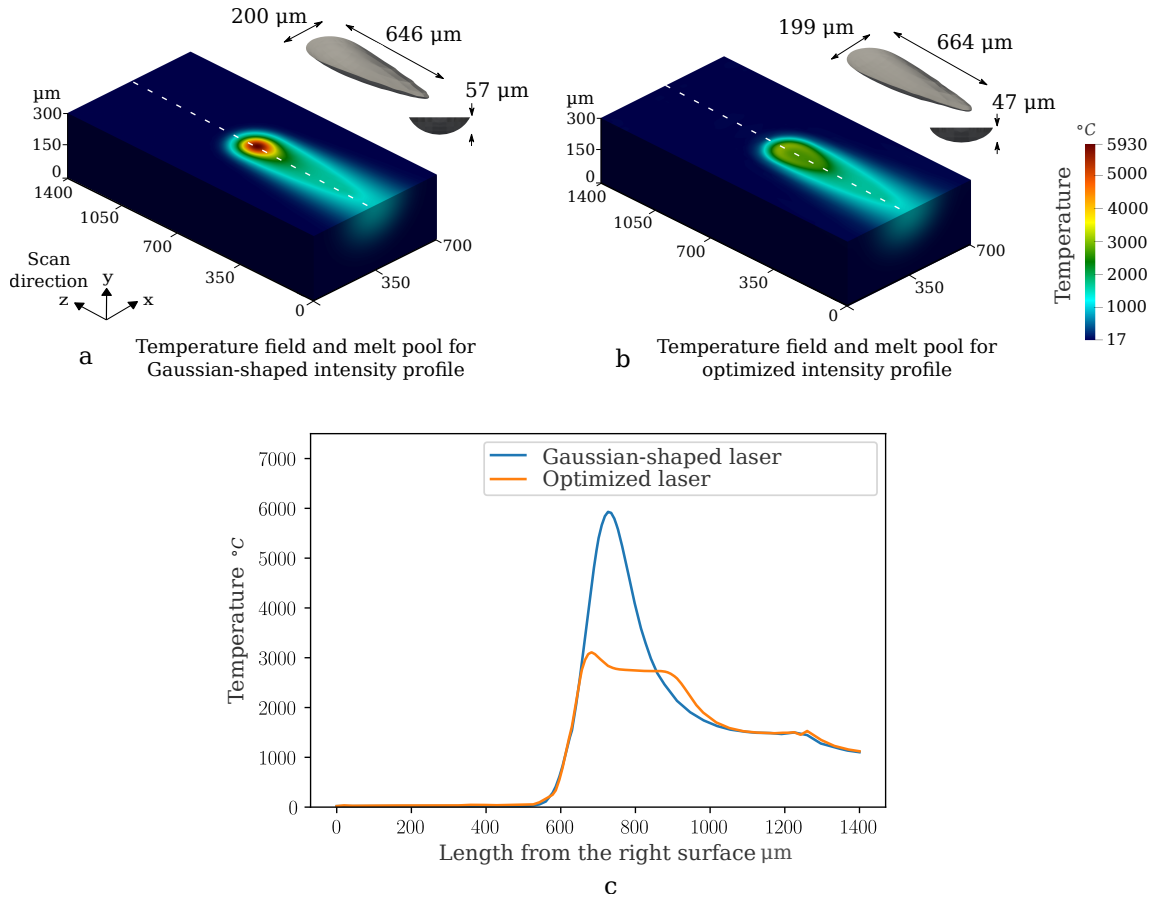 200 µm
646 µm
57 µm
µm
300
150
0
1400
1050
700
350
0
350
700
Scan
direction
y
z
x
a
Temperature field and melt pool for
Gaussian-shaped intensity profile
199 µm
664 µm
47 µm
µm
300
150
0
1400
1050
700
350
0
350
700
b
Temperature field and melt pool for
optimized intensity profile
°C
5930
5000
4000
3000
2000
1000
17
Temperature
Gaussian-shaped laser
Optimized laser
7000
6000
5000
4000
3000
2000
1000
0
Temperature °C
0
200
400
600
800
1000
1200
1400
Length from the right surface µm
c